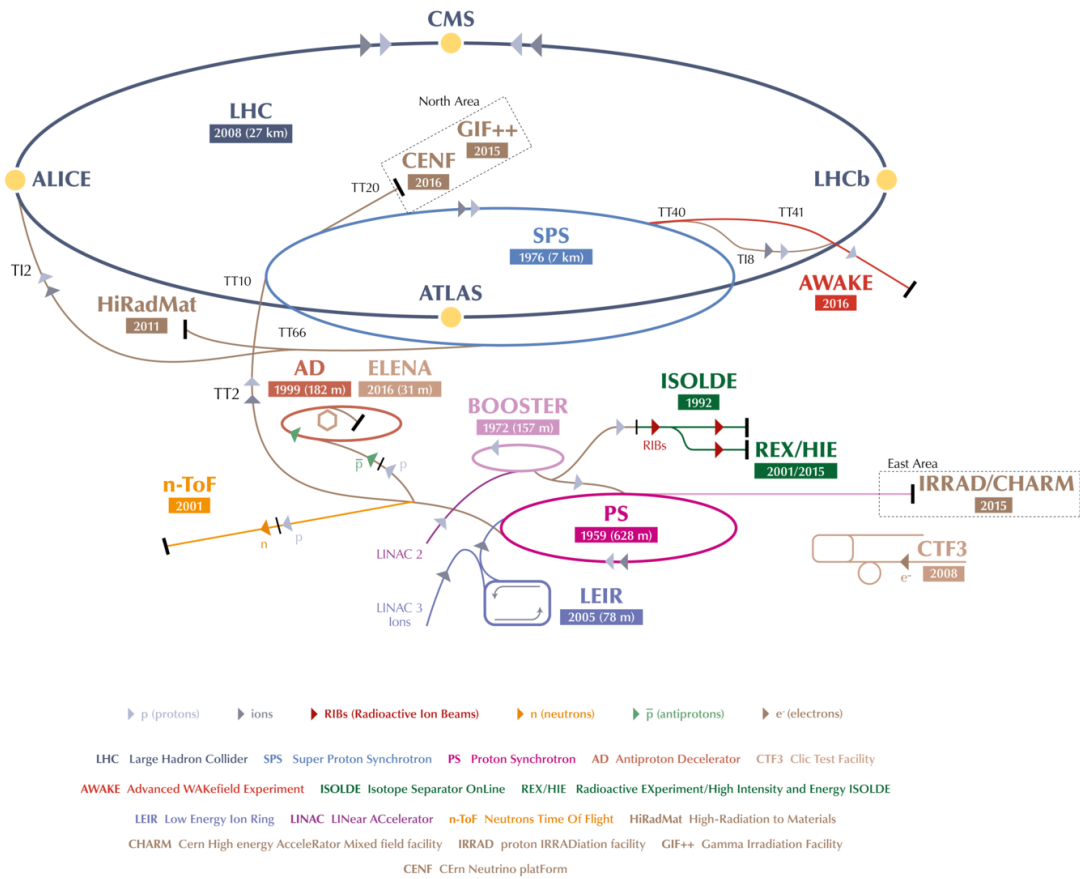 CMS
LHC
2008 (27 km)
North Area
GIF++
2015
CENF
2016
ALICE
LHCb
TT20
TT40
TT41
SPS
1976 (7 km)
TI8
TI2
TT10
AWAKE
2016
HiRadMat
2011
ATLAS
TT66
AD
1999 (182 m)
ELENA
2016 (31 m)
TT2
ISOLDE
1992
BOOSTER
1972 (157 m)
RIBs
REX/HIE
2001/2015
p̅
p
East Area
IRRAD/CHARM
2015
n-ToF
2001
PS
1959 (628 m)
n
p
LINAC 2
CTF3
2008
e-
LEIR
2005 (78 m)
LINAC 3
Ions
p (protons) ions RIBs (Radioactive Ion Beams) n (neutrons) p̅ (antiprotons) e- (electrons)
LHC Large Hadron Collider SPS Super Proton Synchrotron PS Proton Synchrotron AD Antiproton Decelerator CTF3 Clic Test Facility
AWAKE Advanced WAKefield Experiment ISOLDE Isotope Separator OnLine REX/HIE Radioactive EXperiment/High Intensity and Energy ISOLDE
LEIR Low Energy Ion Ring LINAC LINear ACcelerator n-ToF Neutrons Time Of Flight HiRadMat High-Radiation to Materials
CHARM Cern High energy AcceleRator Mixed field facility IRRAD proton IRRADiation facility GIF++ Gamma Irradiation Facility
CENF CErn Neutrino platForm